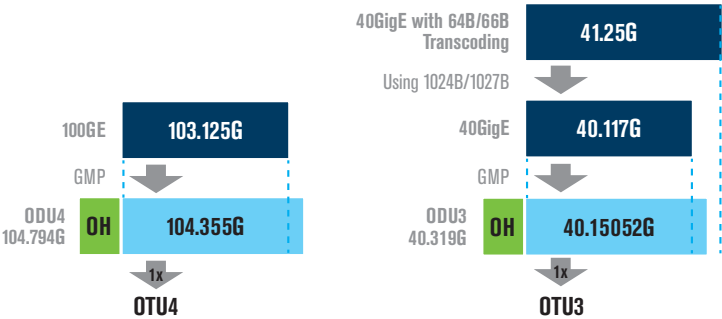 100GE
103.125G
GMP
ODU4
104.794G
OH
104.355G
1x
OTU4
40GigE with 64B/66B
Transcoding
41.25G
Using 1024B/1027B
40GigE
40.117G
GMP
ODU3
40.319G
OH
40.15052G
1x
OTU3